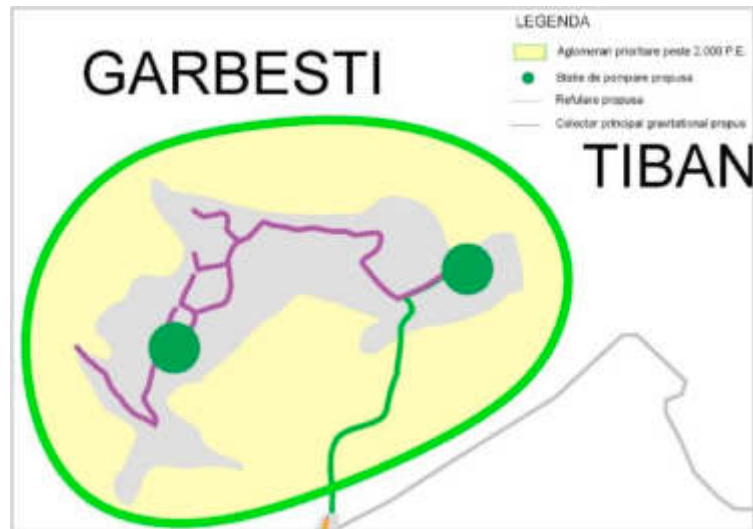 LEGENDA
Aglomerari prioritare peste 2.000 P.E.
Statie de pompare propusa
Refulare propusa
Colector principal gravitational propus
GARBESTI
TIBAN